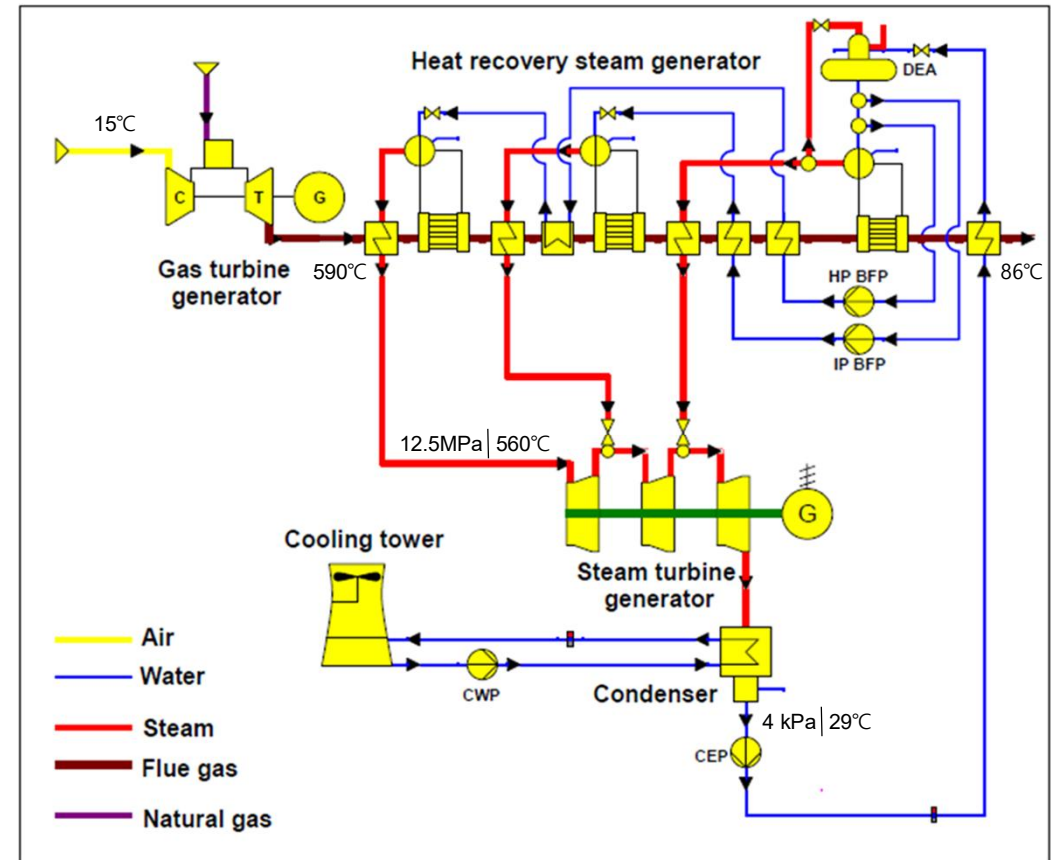 Heat recovery steam generator
DEA
15℃
C
T
G
Gas turbine
generator
590℃
HP BFP
IP BFP
86℃
12.5MPa│560℃
G
Cooling tower
Steam turbine
generator
CWP
Condenser
4 kPa│29℃
CEP
Air
Water
Steam
Flue gas
Natural gas